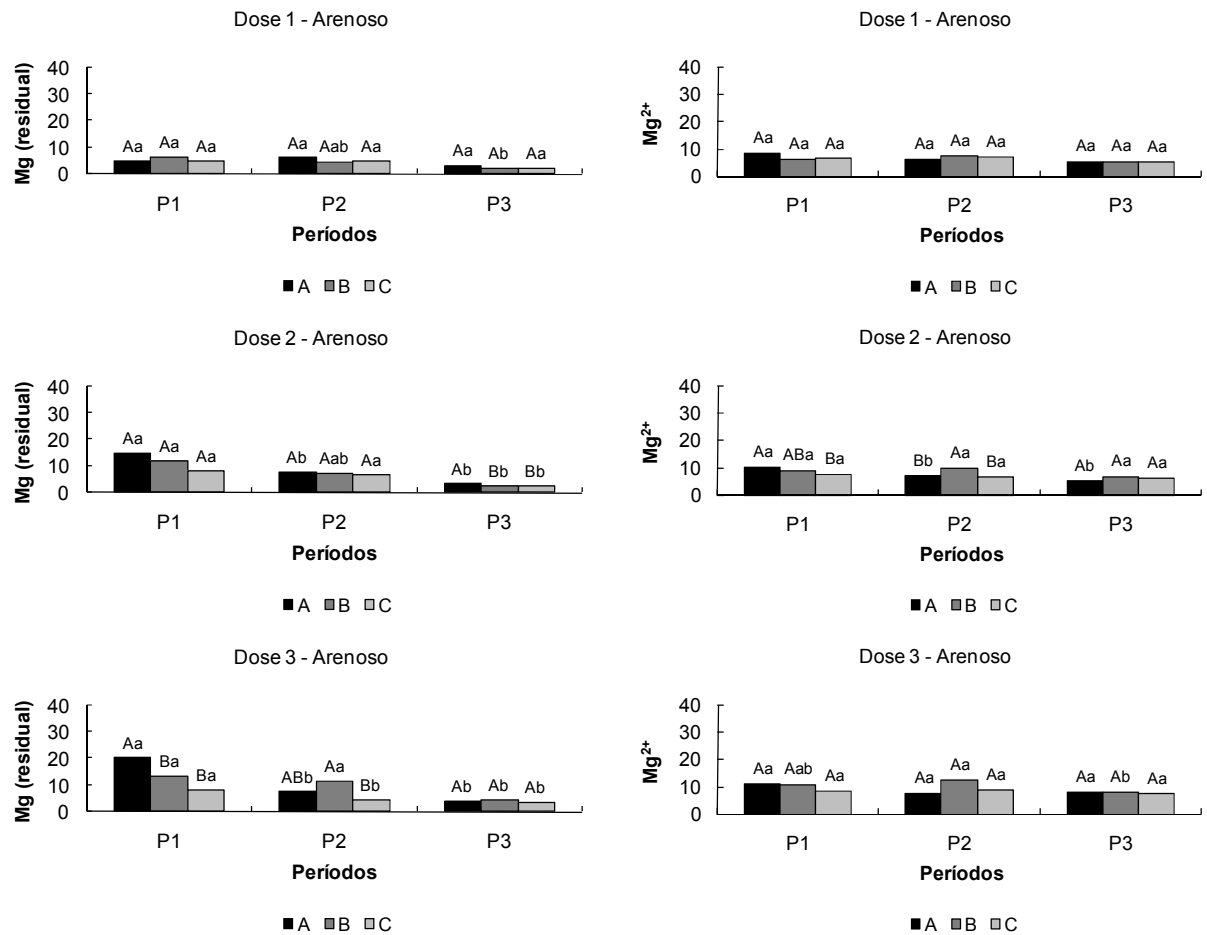 Dose 1 - Arenoso
Mg (residual)
40
30
20
10
0
Aa Aa Aa Aa Aab Aa Aa Ab Aa
P1 P2 P3
Períodos
A B C
Dose 1 - Arenoso
Mg²⁺
40
30
20
10
0
Aa Aa Aa Aa Aa Aa Aa Aa Aa
P1 P2 P3
Períodos
A B C
Dose 2 - Arenoso
Mg (residual)
40
30
20
10
0
Aa Aa Aa Ab Aab Aa Ab Bb Bb
P1 P2 P3
Períodos
A B C
Dose 2 - Arenoso
Mg²⁺
40
30
20
10
0
Aa ABa Ba Bb Aa Ba Ab Aa Aa
P1 P2 P3
Períodos
A B C
Dose 3 - Arenoso
Mg (residual)
40
30
20
10
0
Aa Ba Ba ABb Aa Bb Ab Ab Ab
P1 P2 P3
Períodos
A B C
Dose 3 - Arenoso
Mg²⁺
40
30
20
10
0
Aa Aab Aa Aa Aa Aa Aa Ab Aa
P1 P2 P3
Períodos
A B C